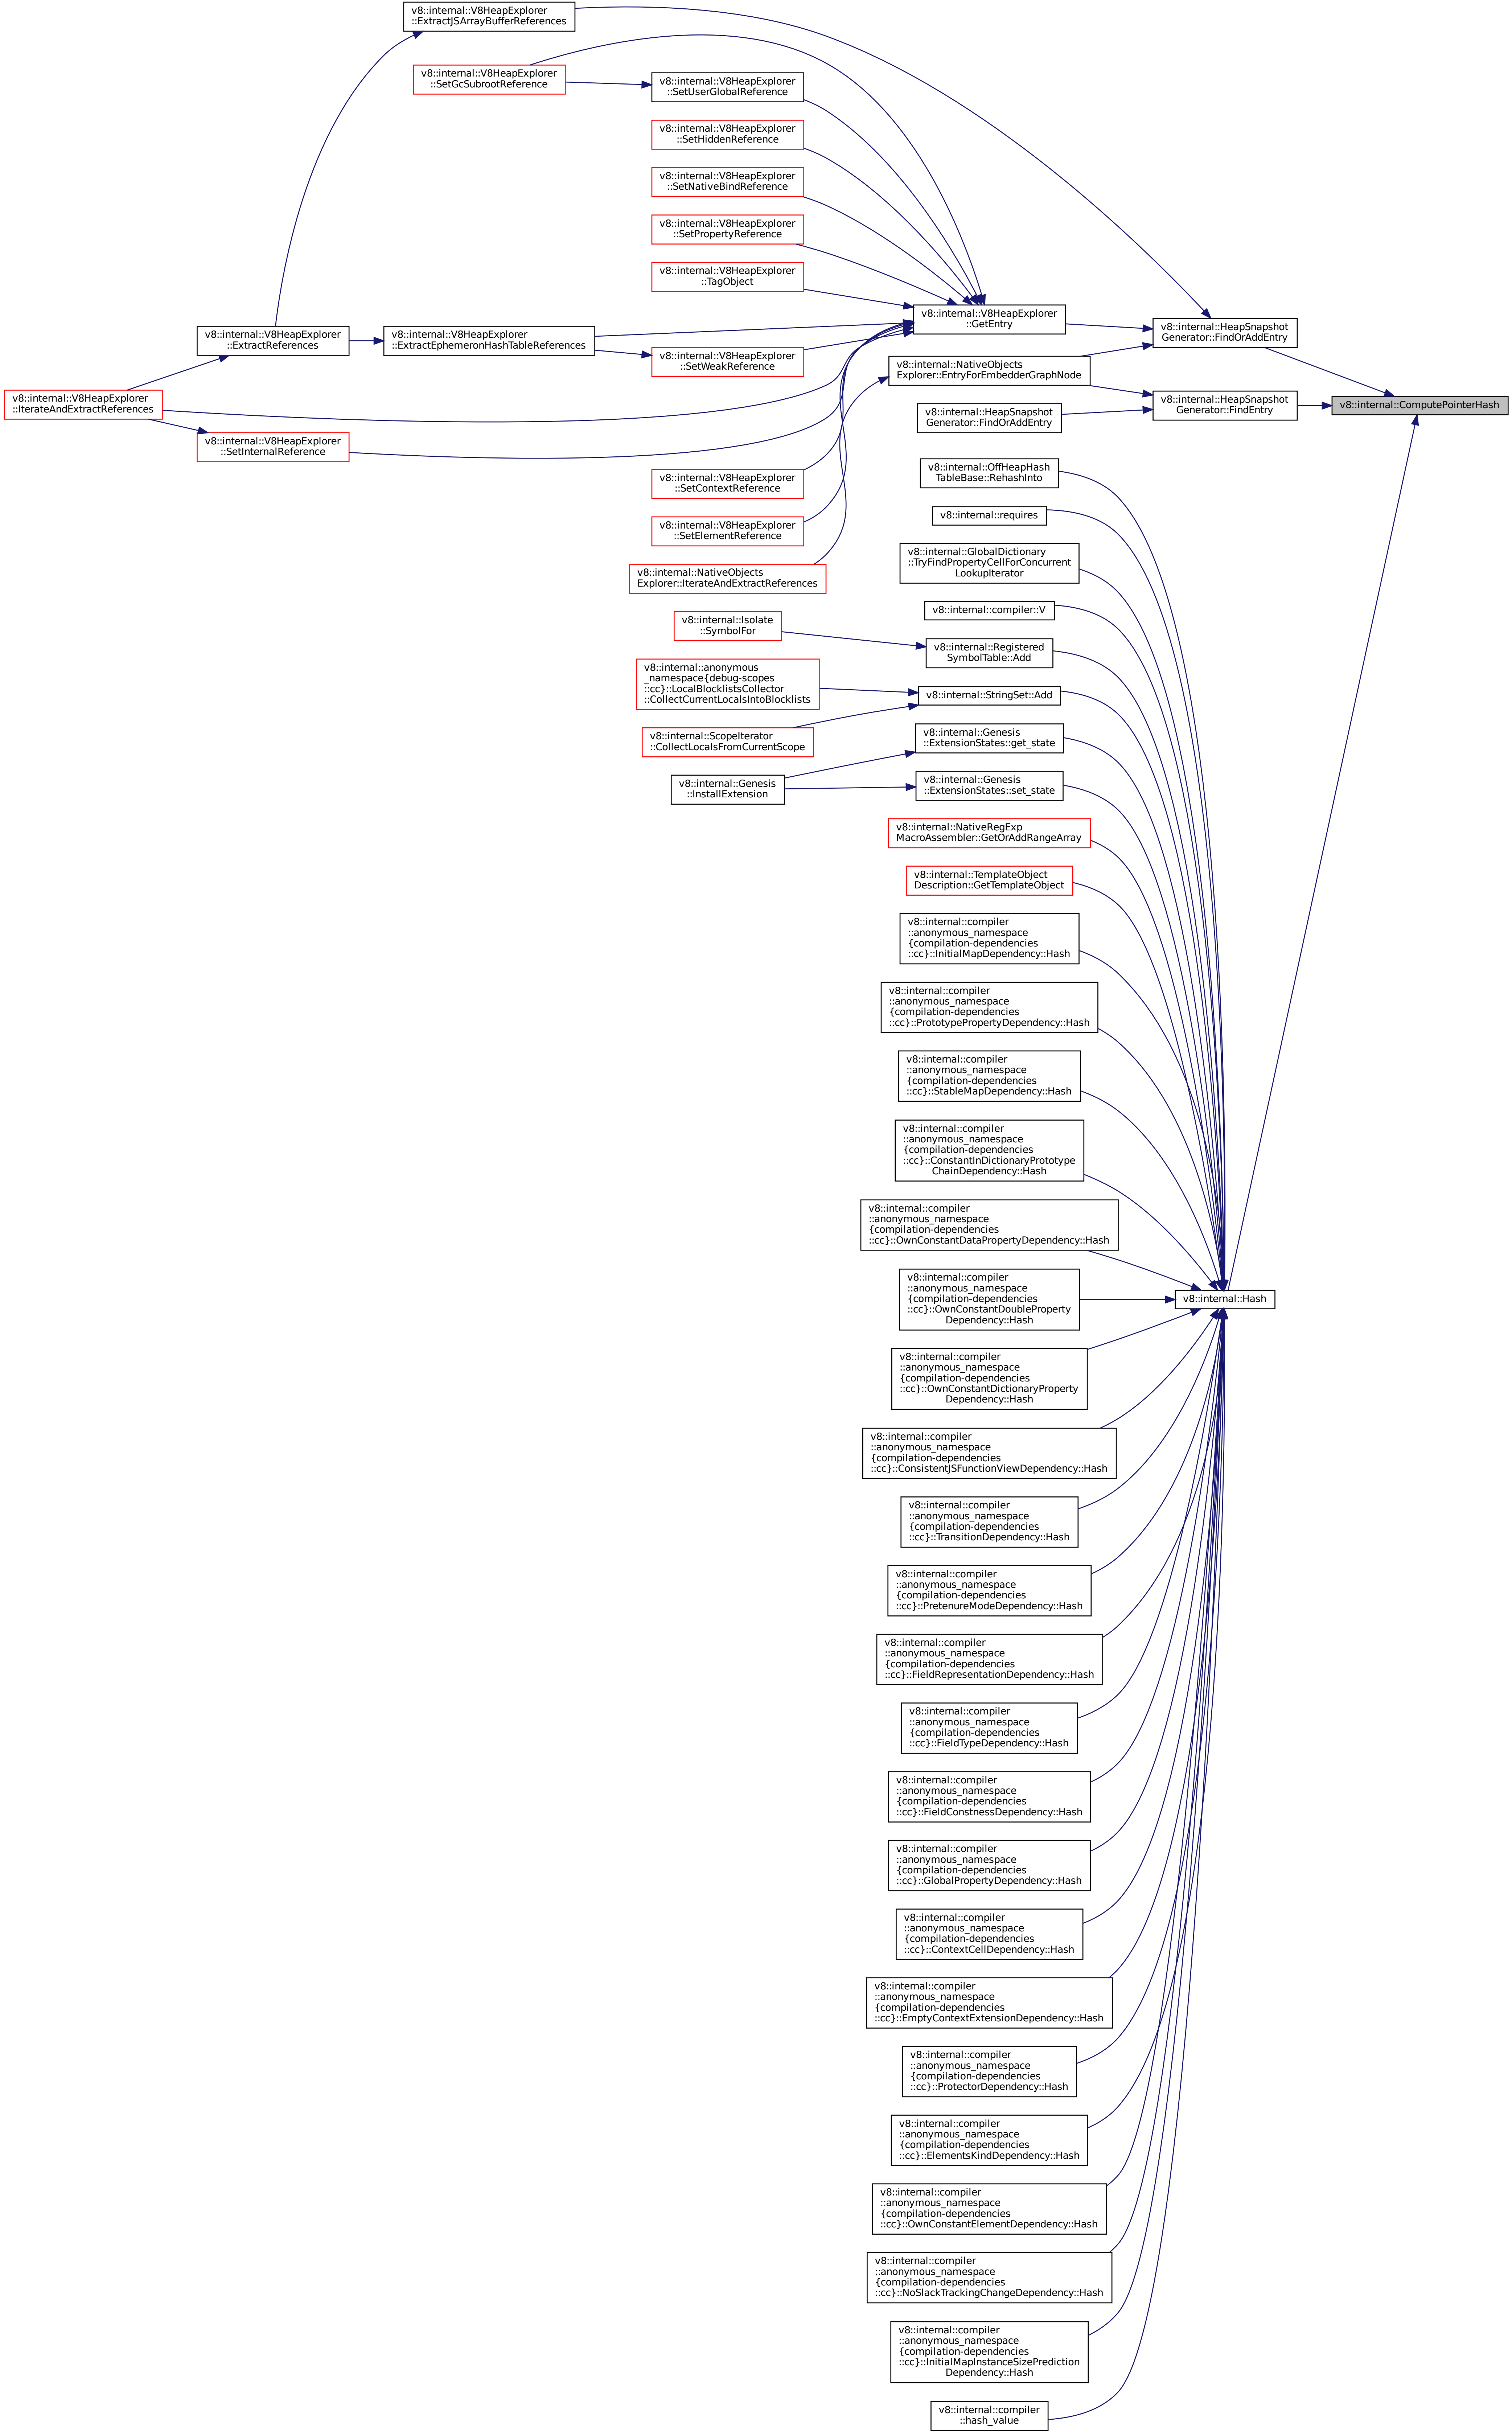 v8::internal::V8HeapExplorer
::ExtractJSArrayBufferReferences
v8::internal::V8HeapExplorer
::SetGcSubrootReference
v8::internal::V8HeapExplorer
::SetUserGlobalReference
v8::internal::V8HeapExplorer
::SetHiddenReference
v8::internal::V8HeapExplorer
::SetNativeBindReference
v8::internal::V8HeapExplorer
::SetPropertyReference
v8::internal::V8HeapExplorer
::TagObject
v8::internal::V8HeapExplorer
::GetEntry
v8::internal::HeapSnapshot
Generator::FindOrAddEntry
v8::internal::V8HeapExplorer
::ExtractReferences
v8::internal::V8HeapExplorer
::ExtractEphemeronHashTableReferences
v8::internal::V8HeapExplorer
::SetWeakReference
v8::internal::NativeObjects
Explorer::EntryForEmbedderGraphNode
v8::internal::V8HeapExplorer
::IterateAndExtractReferences
v8::internal::HeapSnapshot
Generator::FindEntry
v8::internal::ComputePointerHash
v8::internal::HeapSnapshot
Generator::FindOrAddEntry
v8::internal::V8HeapExplorer
::SetInternalReference
v8::internal::V8HeapExplorer
::SetContextReference
v8::internal::OffHeapHash
TableBase::RehashInto
v8::internal::V8HeapExplorer
::SetElementReference
v8::internal::requires
v8::internal::NativeObjects
Explorer::IterateAndExtractReferences
v8::internal::GlobalDictionary
::TryFindPropertyCellForConcurrent
LookupIterator
v8::internal::compiler::V
v8::internal::Isolate
::SymbolFor
v8::internal::Registered
SymbolTable::Add
v8::internal::anonymous
_namespace{debug-scopes
::cc}::LocalBlocklistsCollector
::CollectCurrentLocalsIntoBlocklists
v8::internal::StringSet::Add
v8::internal::ScopeIterator
::CollectLocalsFromCurrentScope
v8::internal::Genesis
::ExtensionStates::get_state
v8::internal::Genesis
::InstallExtension
v8::internal::Genesis
::ExtensionStates::set_state
v8::internal::NativeRegExp
MacroAssembler::GetOrAddRangeArray
v8::internal::TemplateObject
Description::GetTemplateObject
v8::internal::compiler
::anonymous_namespace
{compilation-dependencies
::cc}::InitialMapDependency::Hash
v8::internal::compiler
::anonymous_namespace
{compilation-dependencies
::cc}::PrototypePropertyDependency::Hash
v8::internal::compiler
::anonymous_namespace
{compilation-dependencies
::cc}::StableMapDependency::Hash
v8::internal::compiler
::anonymous_namespace
{compilation-dependencies
::cc}::ConstantInDictionaryPrototype
ChainDependency::Hash
v8::internal::compiler
::anonymous_namespace
{compilation-dependencies
::cc}::OwnConstantDataPropertyDependency::Hash
v8::internal::compiler
::anonymous_namespace
{compilation-dependencies
::cc}::OwnConstantDoubleProperty
Dependency::Hash
v8::internal::Hash
v8::internal::compiler
::anonymous_namespace
{compilation-dependencies
::cc}::OwnConstantDictionaryProperty
Dependency::Hash
v8::internal::compiler
::anonymous_namespace
{compilation-dependencies
::cc}::ConsistentJSFunctionViewDependency::Hash
v8::internal::compiler
::anonymous_namespace
{compilation-dependencies
::cc}::TransitionDependency::Hash
v8::internal::compiler
::anonymous_namespace
{compilation-dependencies
::cc}::PretenureModeDependency::Hash
v8::internal::compiler
::anonymous_namespace
{compilation-dependencies
::cc}::FieldRepresentationDependency::Hash
v8::internal::compiler
::anonymous_namespace
{compilation-dependencies
::cc}::FieldTypeDependency::Hash
v8::internal::compiler
::anonymous_namespace
{compilation-dependencies
::cc}::FieldConstnessDependency::Hash
v8::internal::compiler
::anonymous_namespace
{compilation-dependencies
::cc}::GlobalPropertyDependency::Hash
v8::internal::compiler
::anonymous_namespace
{compilation-dependencies
::cc}::ContextCellDependency::Hash
v8::internal::compiler
::anonymous_namespace
{compilation-dependencies
::cc}::EmptyContextExtensionDependency::Hash
v8::internal::compiler
::anonymous_namespace
{compilation-dependencies
::cc}::ProtectorDependency::Hash
v8::internal::compiler
::anonymous_namespace
{compilation-dependencies
::cc}::ElementsKindDependency::Hash
v8::internal::compiler
::anonymous_namespace
{compilation-dependencies
::cc}::OwnConstantElementDependency::Hash
v8::internal::compiler
::anonymous_namespace
{compilation-dependencies
::cc}::NoSlackTrackingChangeDependency::Hash
v8::internal::compiler
::anonymous_namespace
{compilation-dependencies
::cc}::InitialMapInstanceSizePrediction
Dependency::Hash
v8::internal::compiler
::hash_value